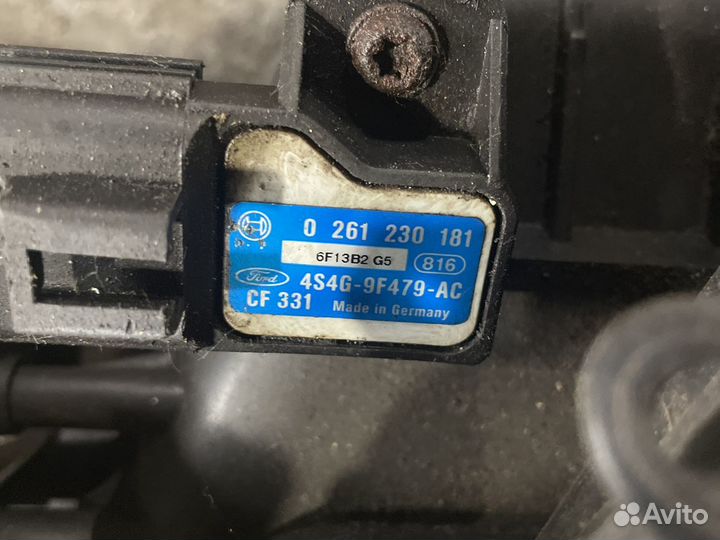 0 261 230 181
6F13B2 G5
816
Ford
4S4G-9F479-AC
CF 331 Made in Germany
Avito